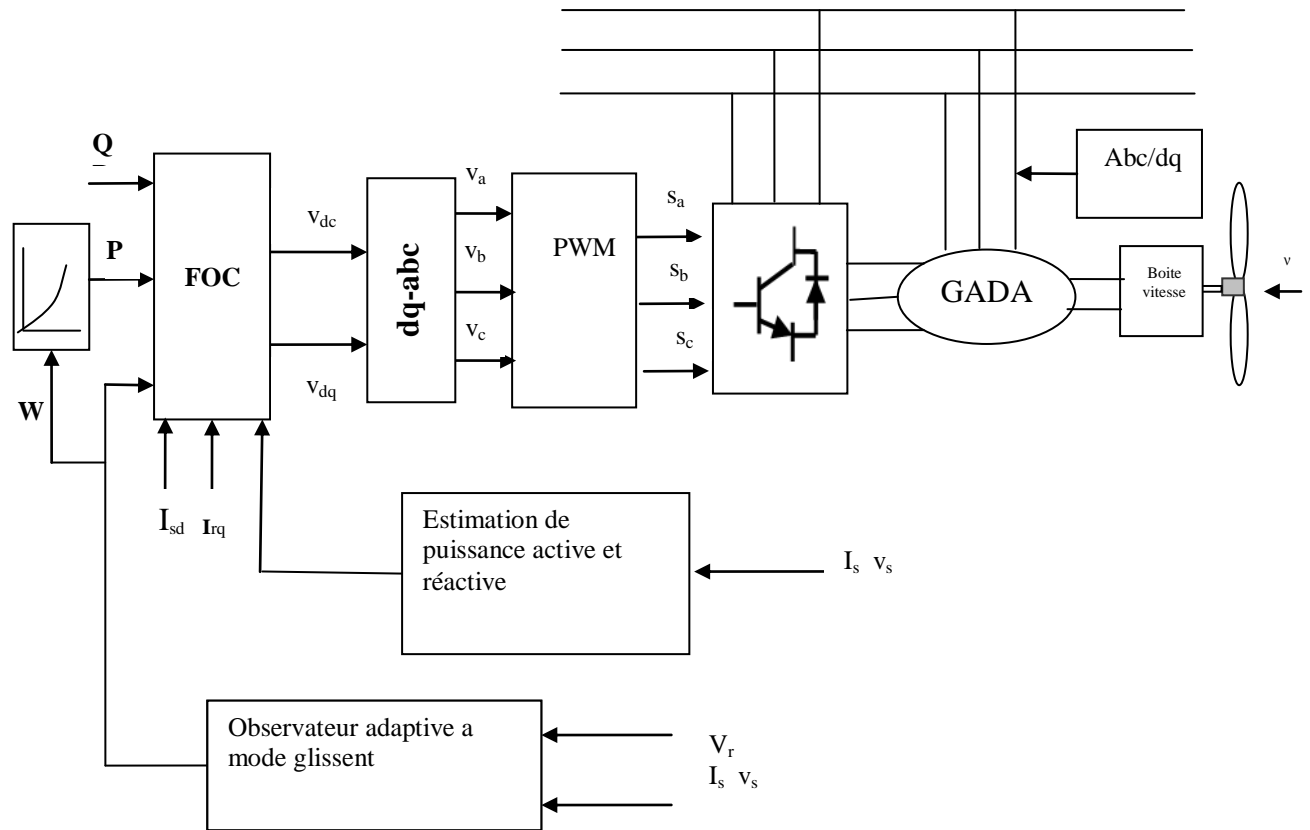 Q
P
W
FOC
v_dc
v_dq
dq-abc
v_a
v_b
v_c
PWM
s_a
s_b
s_c
GADA
Abc/dq
Boite
vitesse
v
I_sd I_rq
Estimation de
puissance active et
réactive
I_s v_s
Observateur adaptive a
mode glissent
V_r
I_s v_s